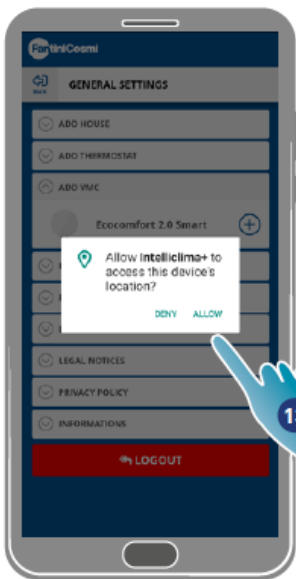 FantiniCosmi
BACK
GENERAL SETTINGS
ADD HOUSE
ADD THERMOSTAT
ADD VMC
Ecocomfort 2.0 Smart
Allow Intelliclima+ to
access this device's
location?
DENY ALLOW
LEGAL NOTICES
PRIVACY POLICY
INFORMATIONS
LOGOUT